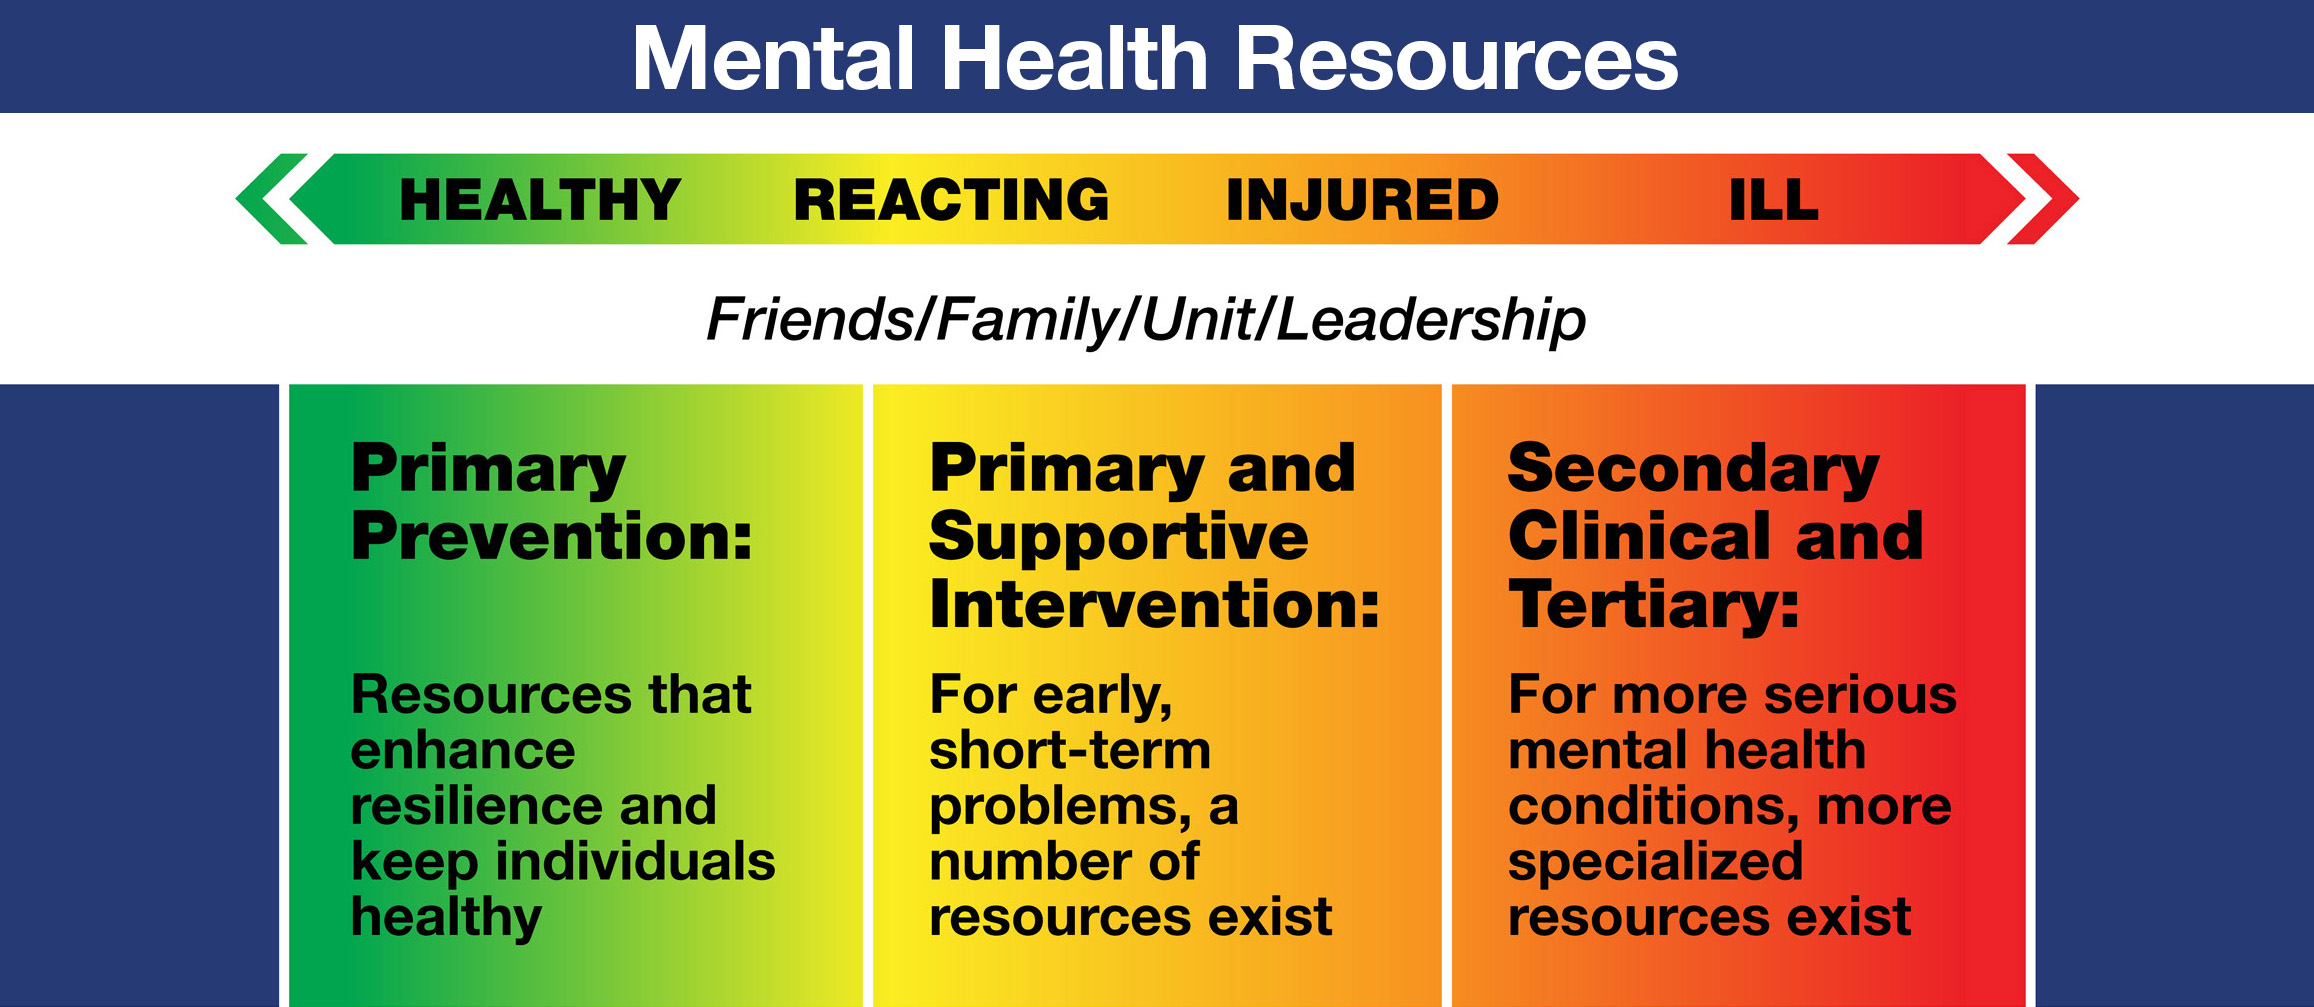 Mental Health Resources
HEALTHY REACTING INJURED ILL
Friends/Family/Unit/Leadership
Primary
Prevention:
Resources that
enhance
resilience and
keep individuals
healthy
Primary and
Supportive
Intervention:
For early,
short-term
problems, a
number of
resources exist
Secondary
Clinical and
Tertiary:
For more serious
mental health
conditions, more
specialized
resources exist